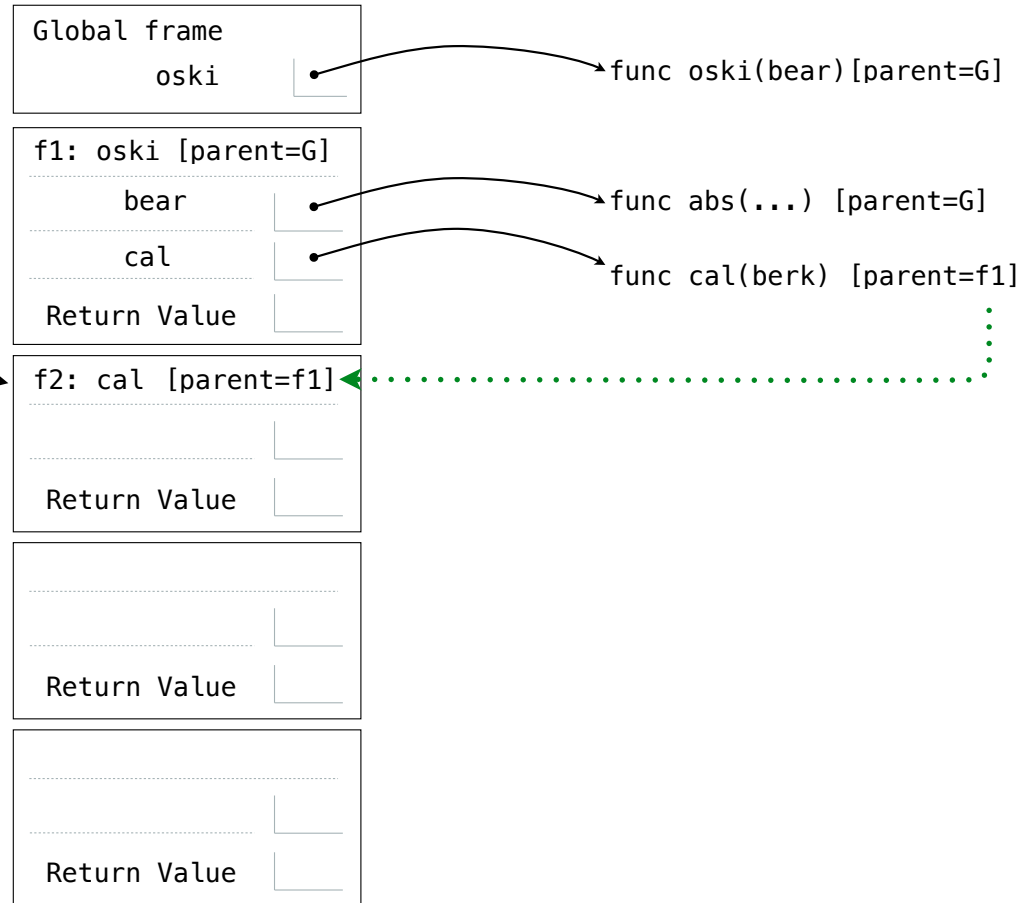 Global frame
oski
func oski(bear)[parent=G]
f1: oski [parent=G]
bear
func abs(...) [parent=G]
cal
func cal(berk) [parent=f1]
Return Value
f2: cal [parent=f1]
Return Value
Return Value
Return Value